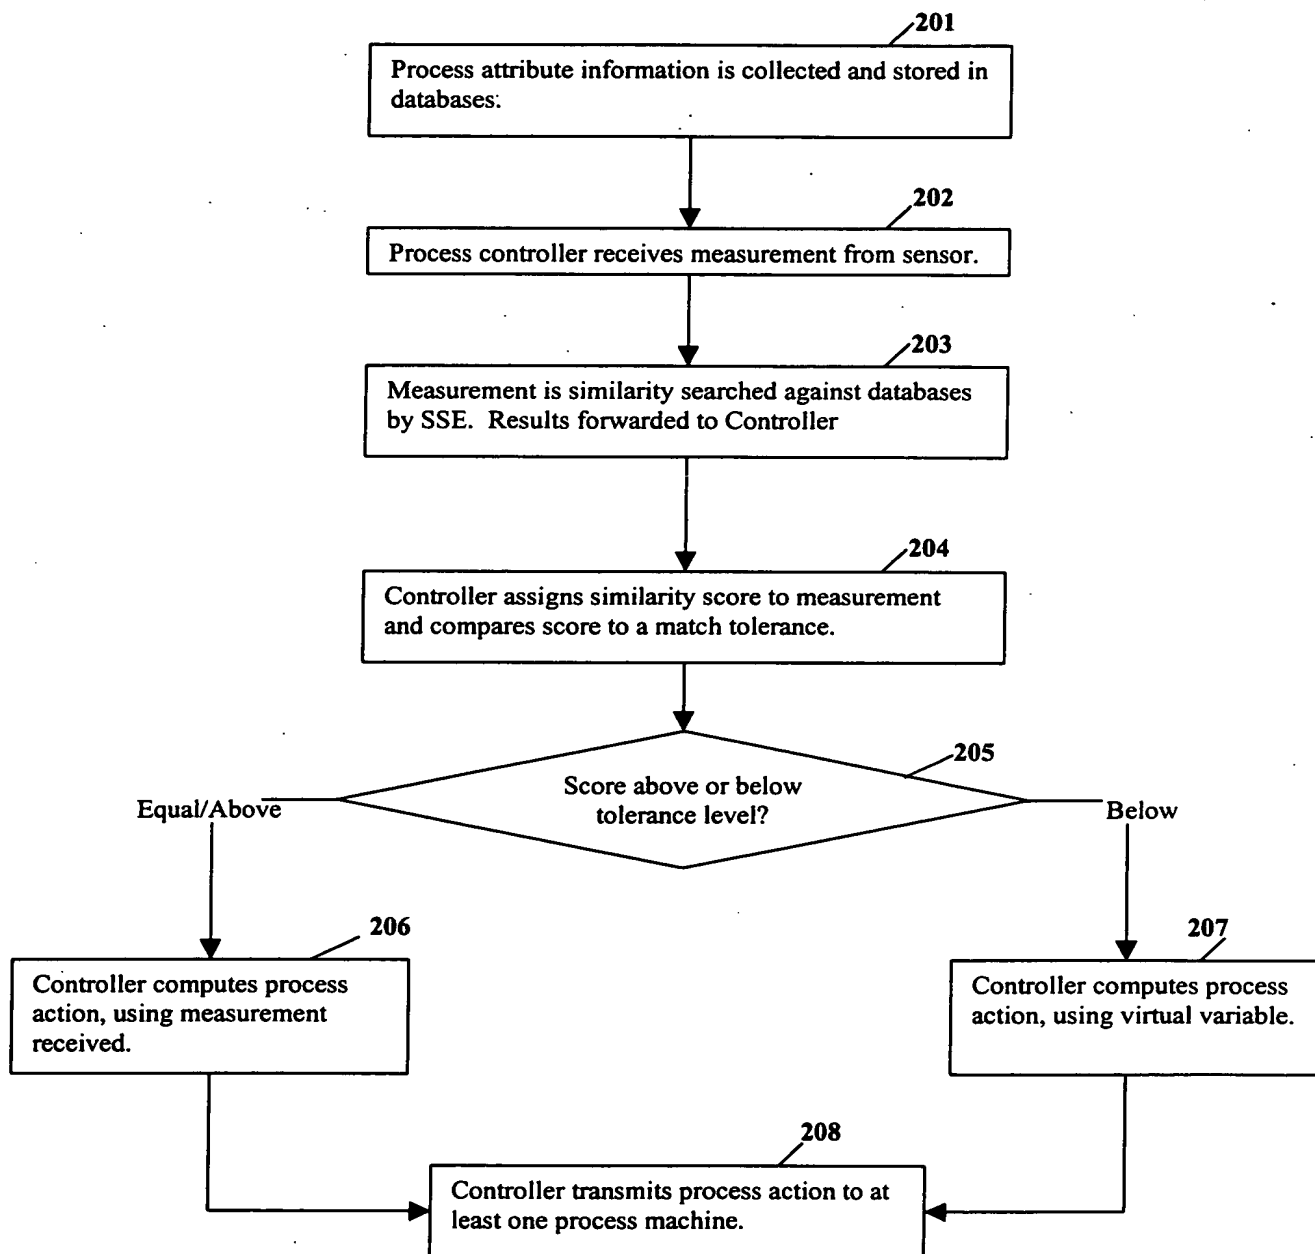 201
Process attribute information is collected and stored in
databases.
202
Process controller receives measurement from sensor.
203
Measurement is similarity searched against databases
by SSE. Results forwarded to Controller
204
Controller assigns similarity score to measurement
and compares score to a match tolerance.
205
Score above or below
tolerance level?
Equal/Above
Below
206
Controller computes process
action, using measurement
received.
207
Controller computes process
action, using virtual variable.
208
Controller transmits process action to at
least one process machine.